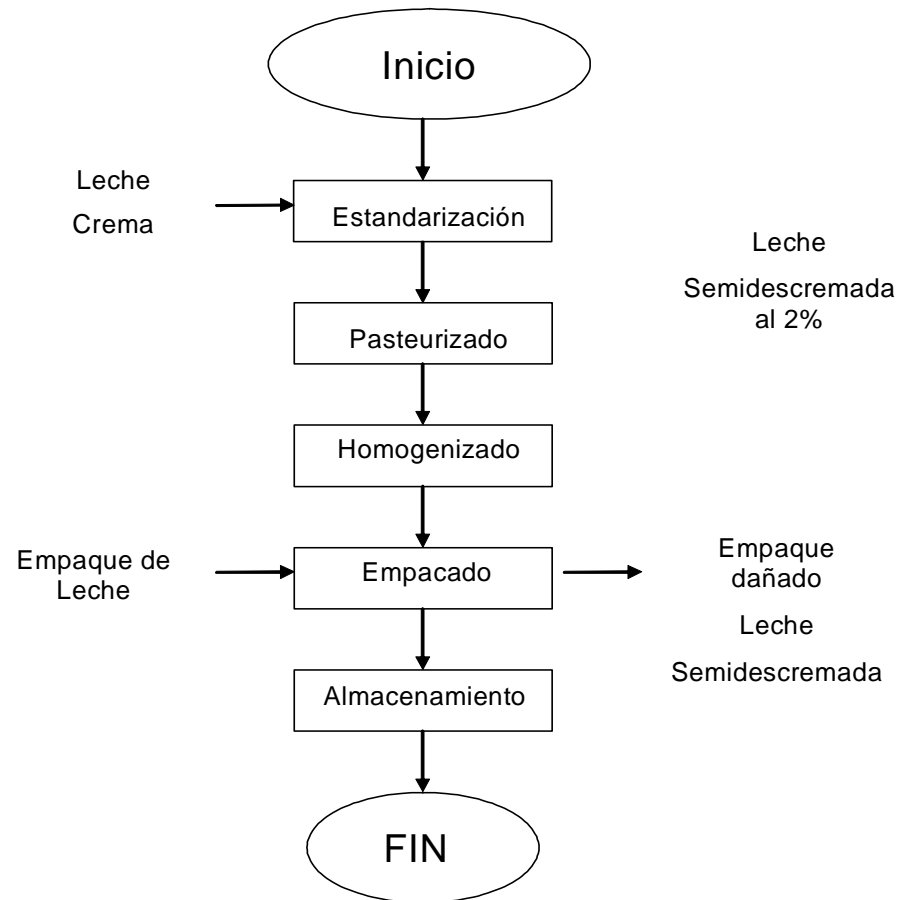 Inicio
Leche
Crema
Estandarización
Leche
Semidescremada
al 2%
Pasteurizado
Homogenizado
Empaque de
Leche
Empacado
Empaque
dañado
Leche
Semidescremada
Almacenamiento
FIN